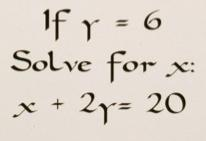 If y = 6
Solve for x:
x + 2y = 20